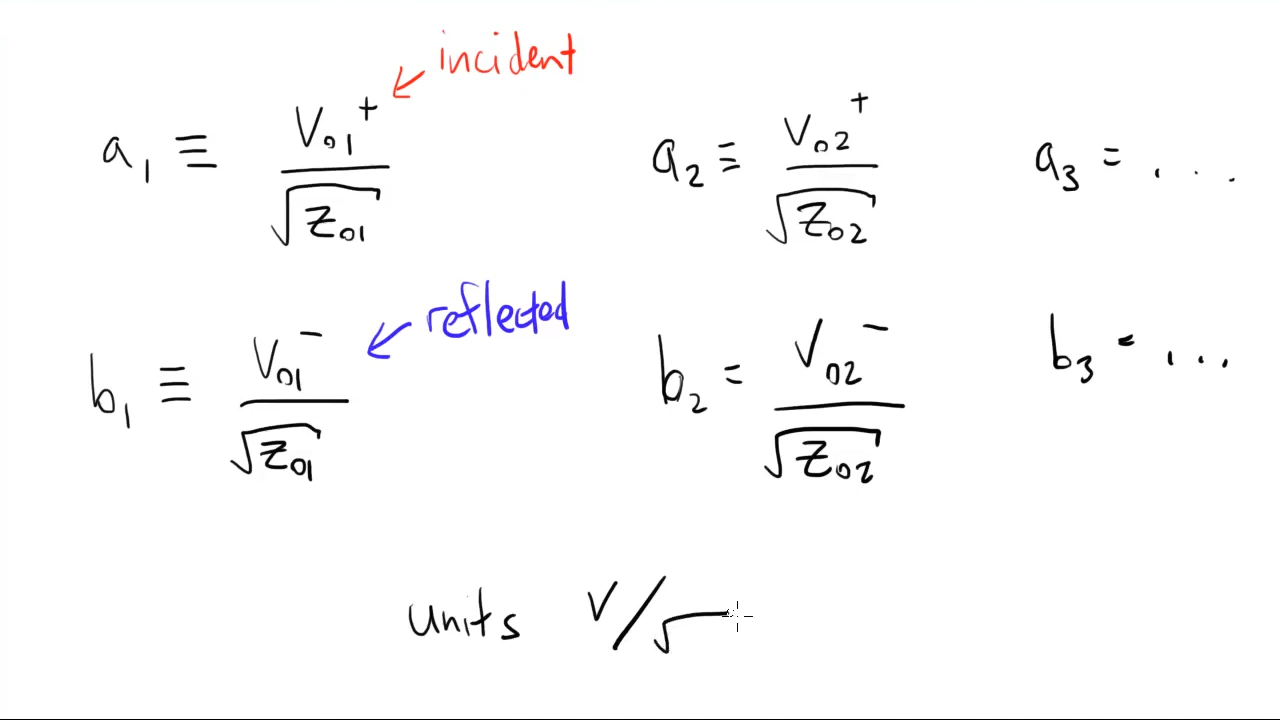 incident
a₁ ≡ V₀₁⁺ / √Z₀₁   a₂ ≡ V₀₂⁺ / √Z₀₂   a₃ = ...
reflected
b₁ ≡ V₀₁⁻ / √Z₀₁   b₂ = V₀₂⁻ / √Z₀₂   b₃ = ...
units V/√